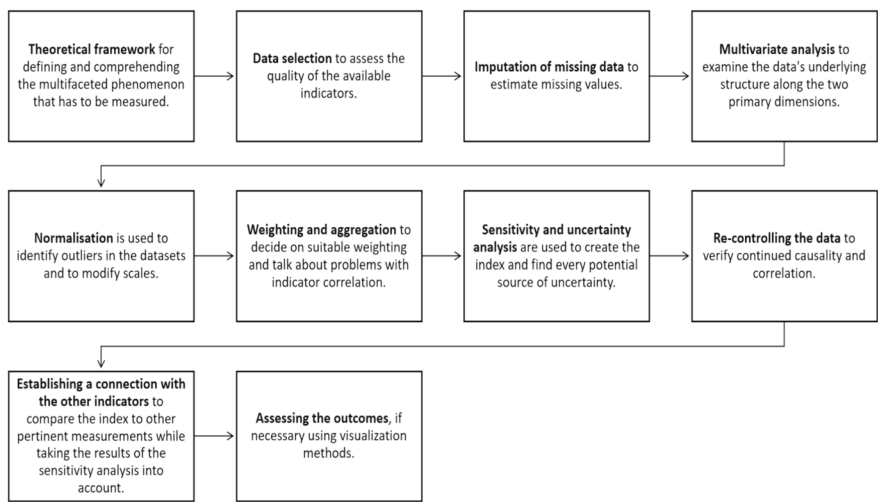 Theoretical framework for
defining and comprehending
the multifaceted phenomenon
that has to be measured.
Data selection to assess the
quality of the available
indicators.
Imputation of missing data to
estimate missing values.
Multivariate analysis to
examine the data's underlying
structure along the two
primary dimensions.
Normalisation is used to
identify outliers in the datasets
and to modify scales.
Weighting and aggregation to
decide on suitable weighting
and talk about problems with
indicator correlation.
Sensitivity and uncertainty
analysis are used to create the
index and find every potential
source of uncertainty.
Re-controlling the data to
verify continued causality and
correlation.
Establishing a connection with
the other indicators to
compare the index to other
pertinent measurements while
taking the results of the
sensitivity analysis into
account.
Assessing the outcomes, if
necessary using visualization
methods.